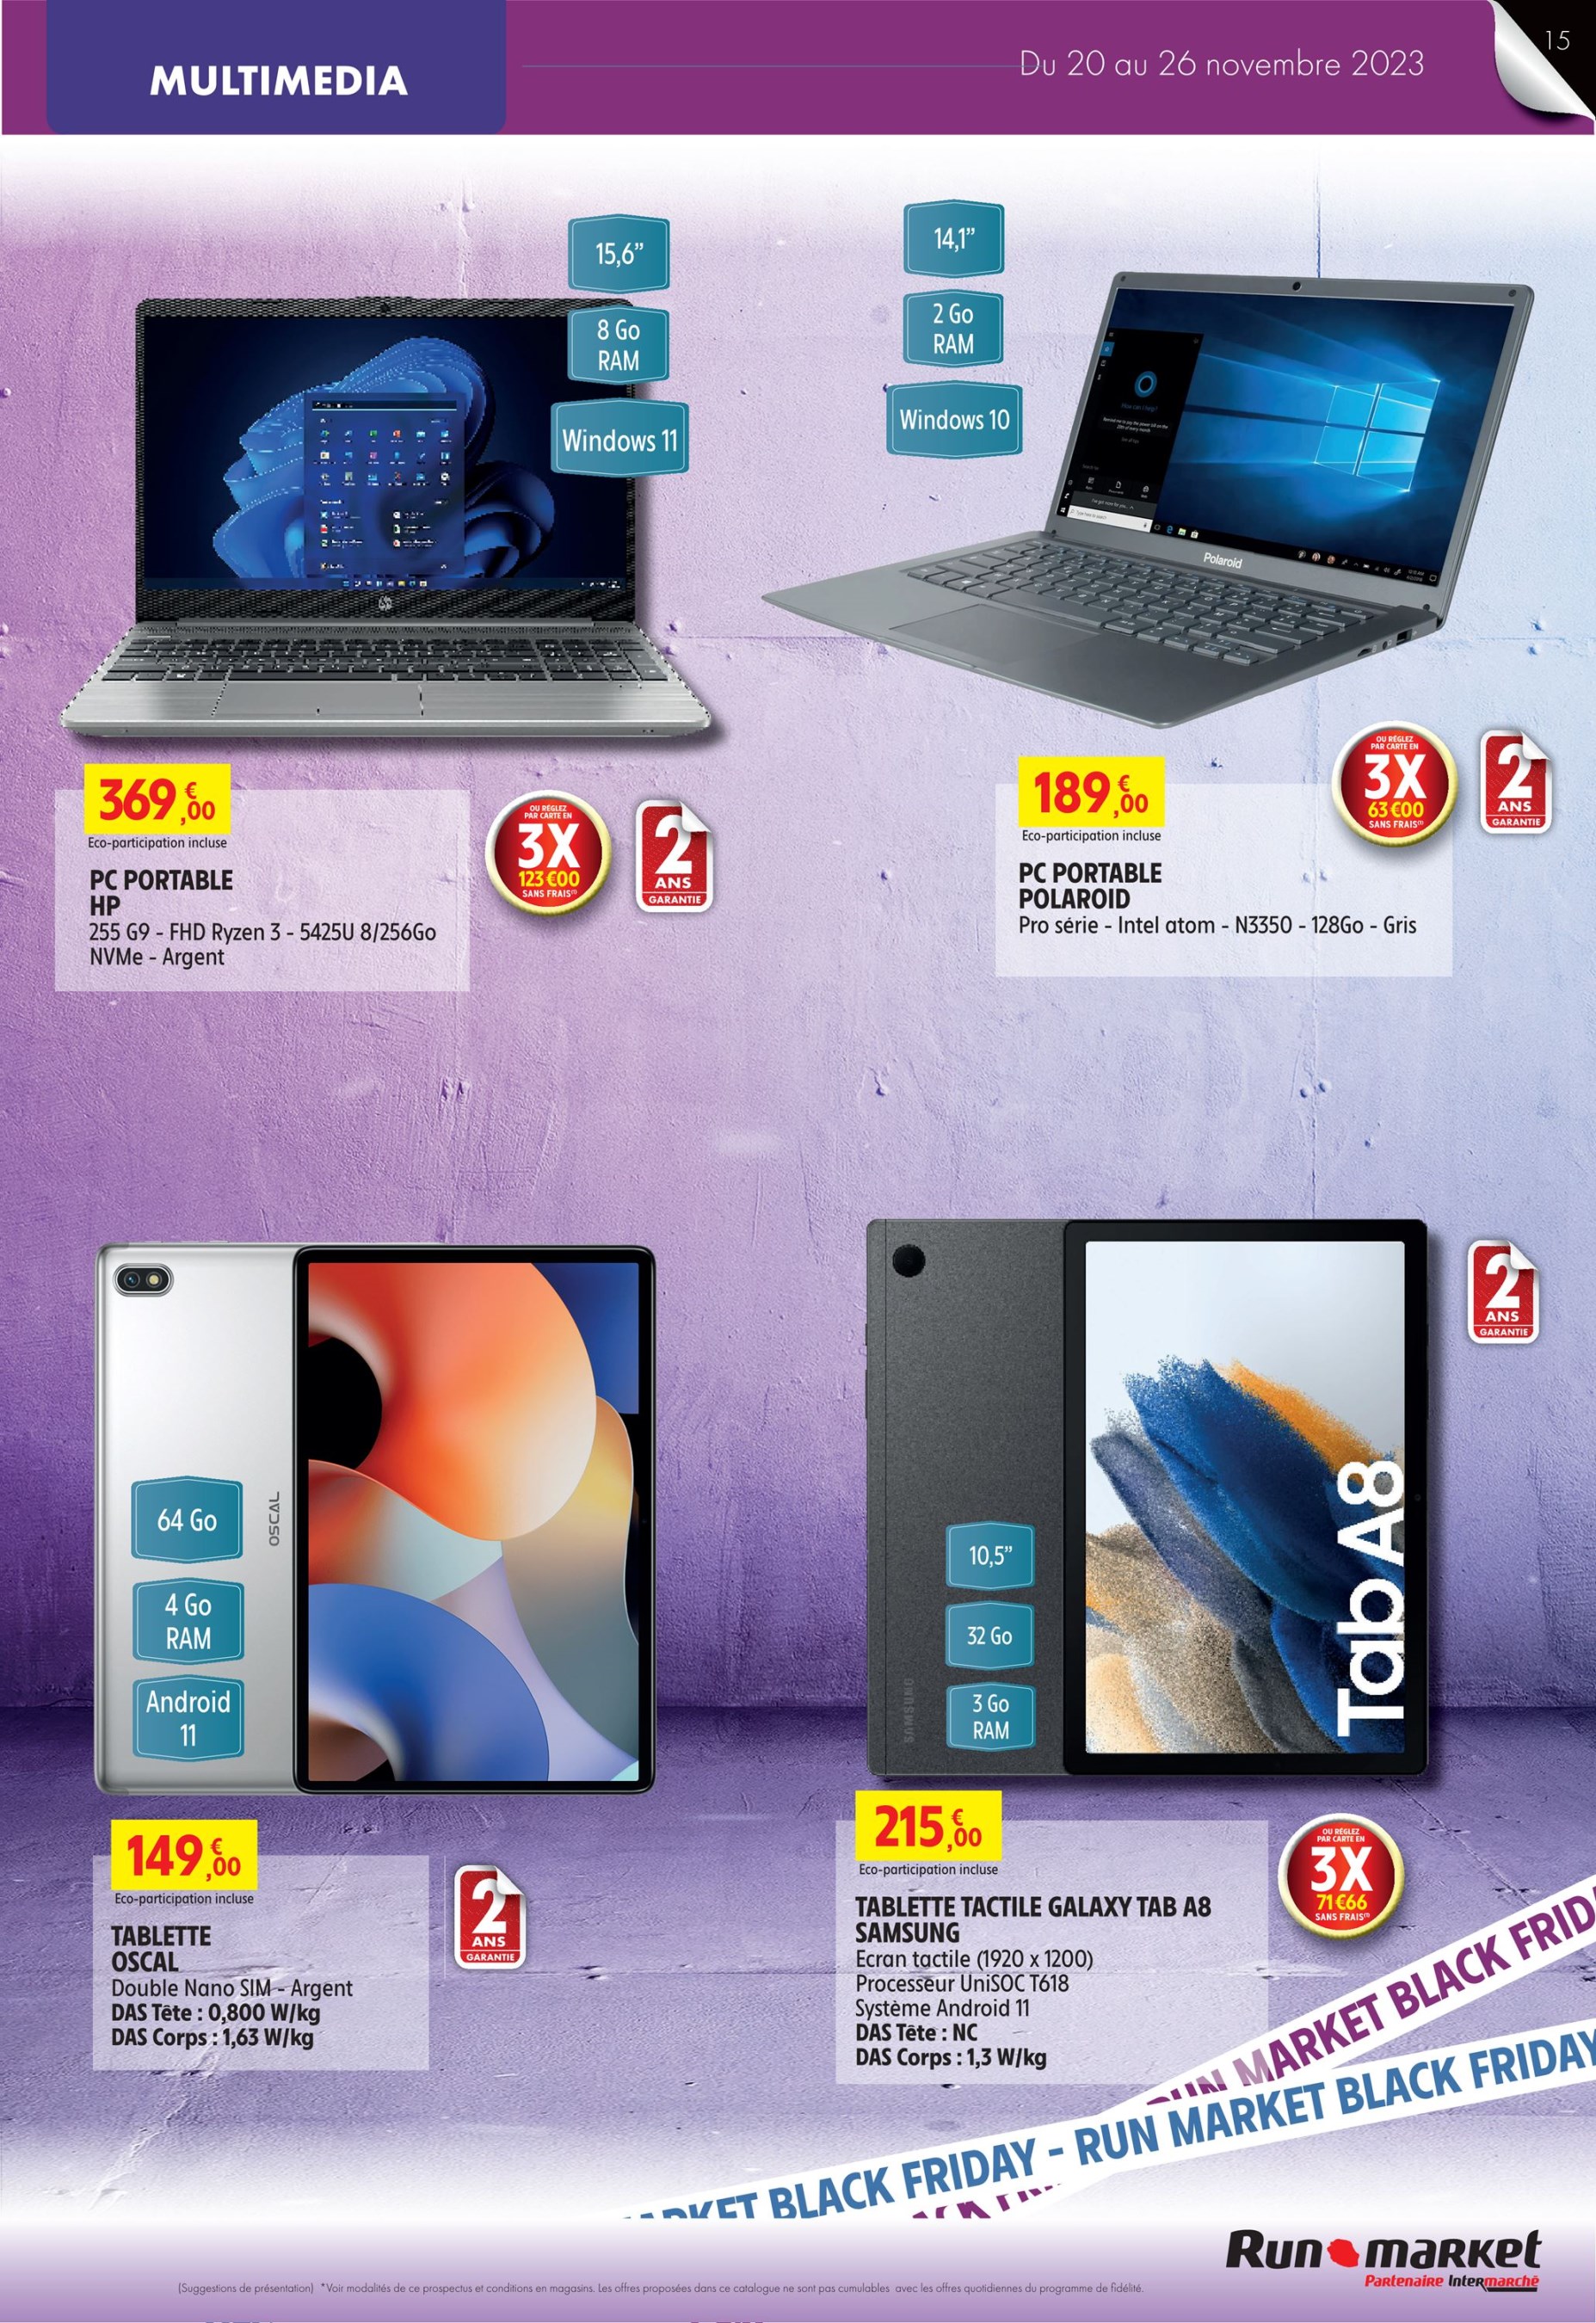 MULTIMEDIA
Du 20 au 26 novembre 2023
15
15,6”
8 Go
RAM
Windows 11
14,1”
2 Go
RAM
Windows 10
Polaroid
369,€00
Eco-participation incluse
PC PORTABLE
HP
255 G9 - FHD Ryzen 3 - 5425U 8/256Go
NVMe - Argent
OU RÉGLEZ
PAR CARTE EN
3X
123€00
SANS FRAIS(1)
2
ANS
GARANTIE
189,€00
Eco-participation incluse
PC PORTABLE
POLAROID
Pro série - Intel atom - N3350 - 128Go - Gris
OU RÉGLEZ
PAR CARTE EN
3X
63€00
SANS FRAIS(1)
2
ANS
GARANTIE
OSCAL
64 Go
4 Go
RAM
Android
11
149,€00
Eco-participation incluse
TABLETTE
OSCAL
Double Nano SIM - Argent
DAS Tête : 0,800 W/kg
DAS Corps : 1,63 W/kg
2
ANS
GARANTIE
2
ANS
GARANTIE
SAMSUNG
Tab A8
10,5”
32 Go
3 Go
RAM
215,€00
Eco-participation incluse
TABLETTE TACTILE GALAXY TAB A8
SAMSUNG
Ecran tactile (1920 x 1200)
Processeur UniSOC T618
Système Android 11
DAS Tête : NC
DAS Corps : 1,3 W/kg
OU RÉGLEZ
PAR CARTE EN
3X
71€66
SANS FRAIS(1)
RUN MARKET BLACK FRID
ARKET BLACK FRIDAY - RUN MARKET BLACK FRIDAY
Run market
Partenaire Intermarché
(Suggestions de présentation) *Voir modalités de ce prospectus et conditions en magasins. Les offres proposées dans ce catalogue ne sont pas cumulables avec les offres quotidiennes du programme de fidélité.